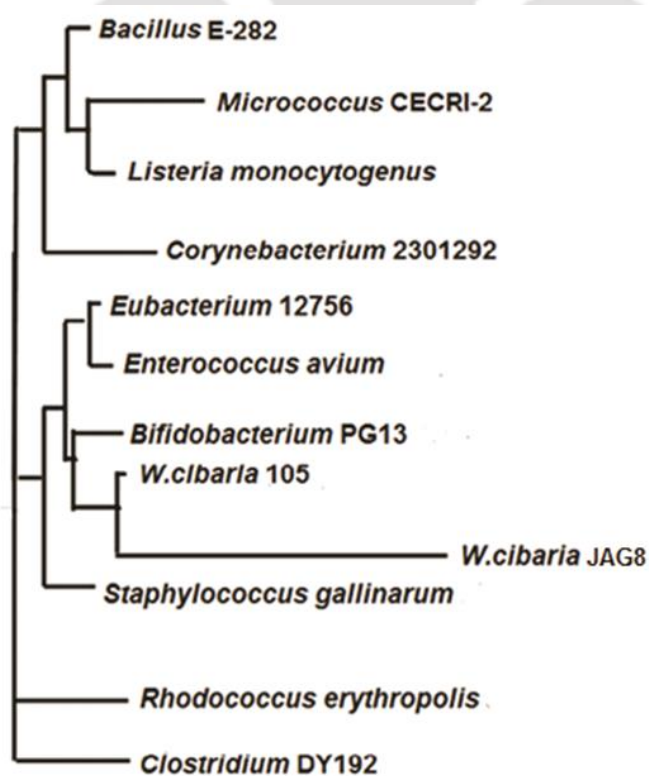 Bacillus E-282
Micrococcus CECRI-2
Listeria monocytogenus
Corynebacterium 2301292
Eubacterium 12756
Enterococcus avium
Bifidobacterium PG13
W.cibaria 105
W.cibaria JAG8
Staphylococcus gallinarum
Rhodococcus erythropolis
Clostridium DY192